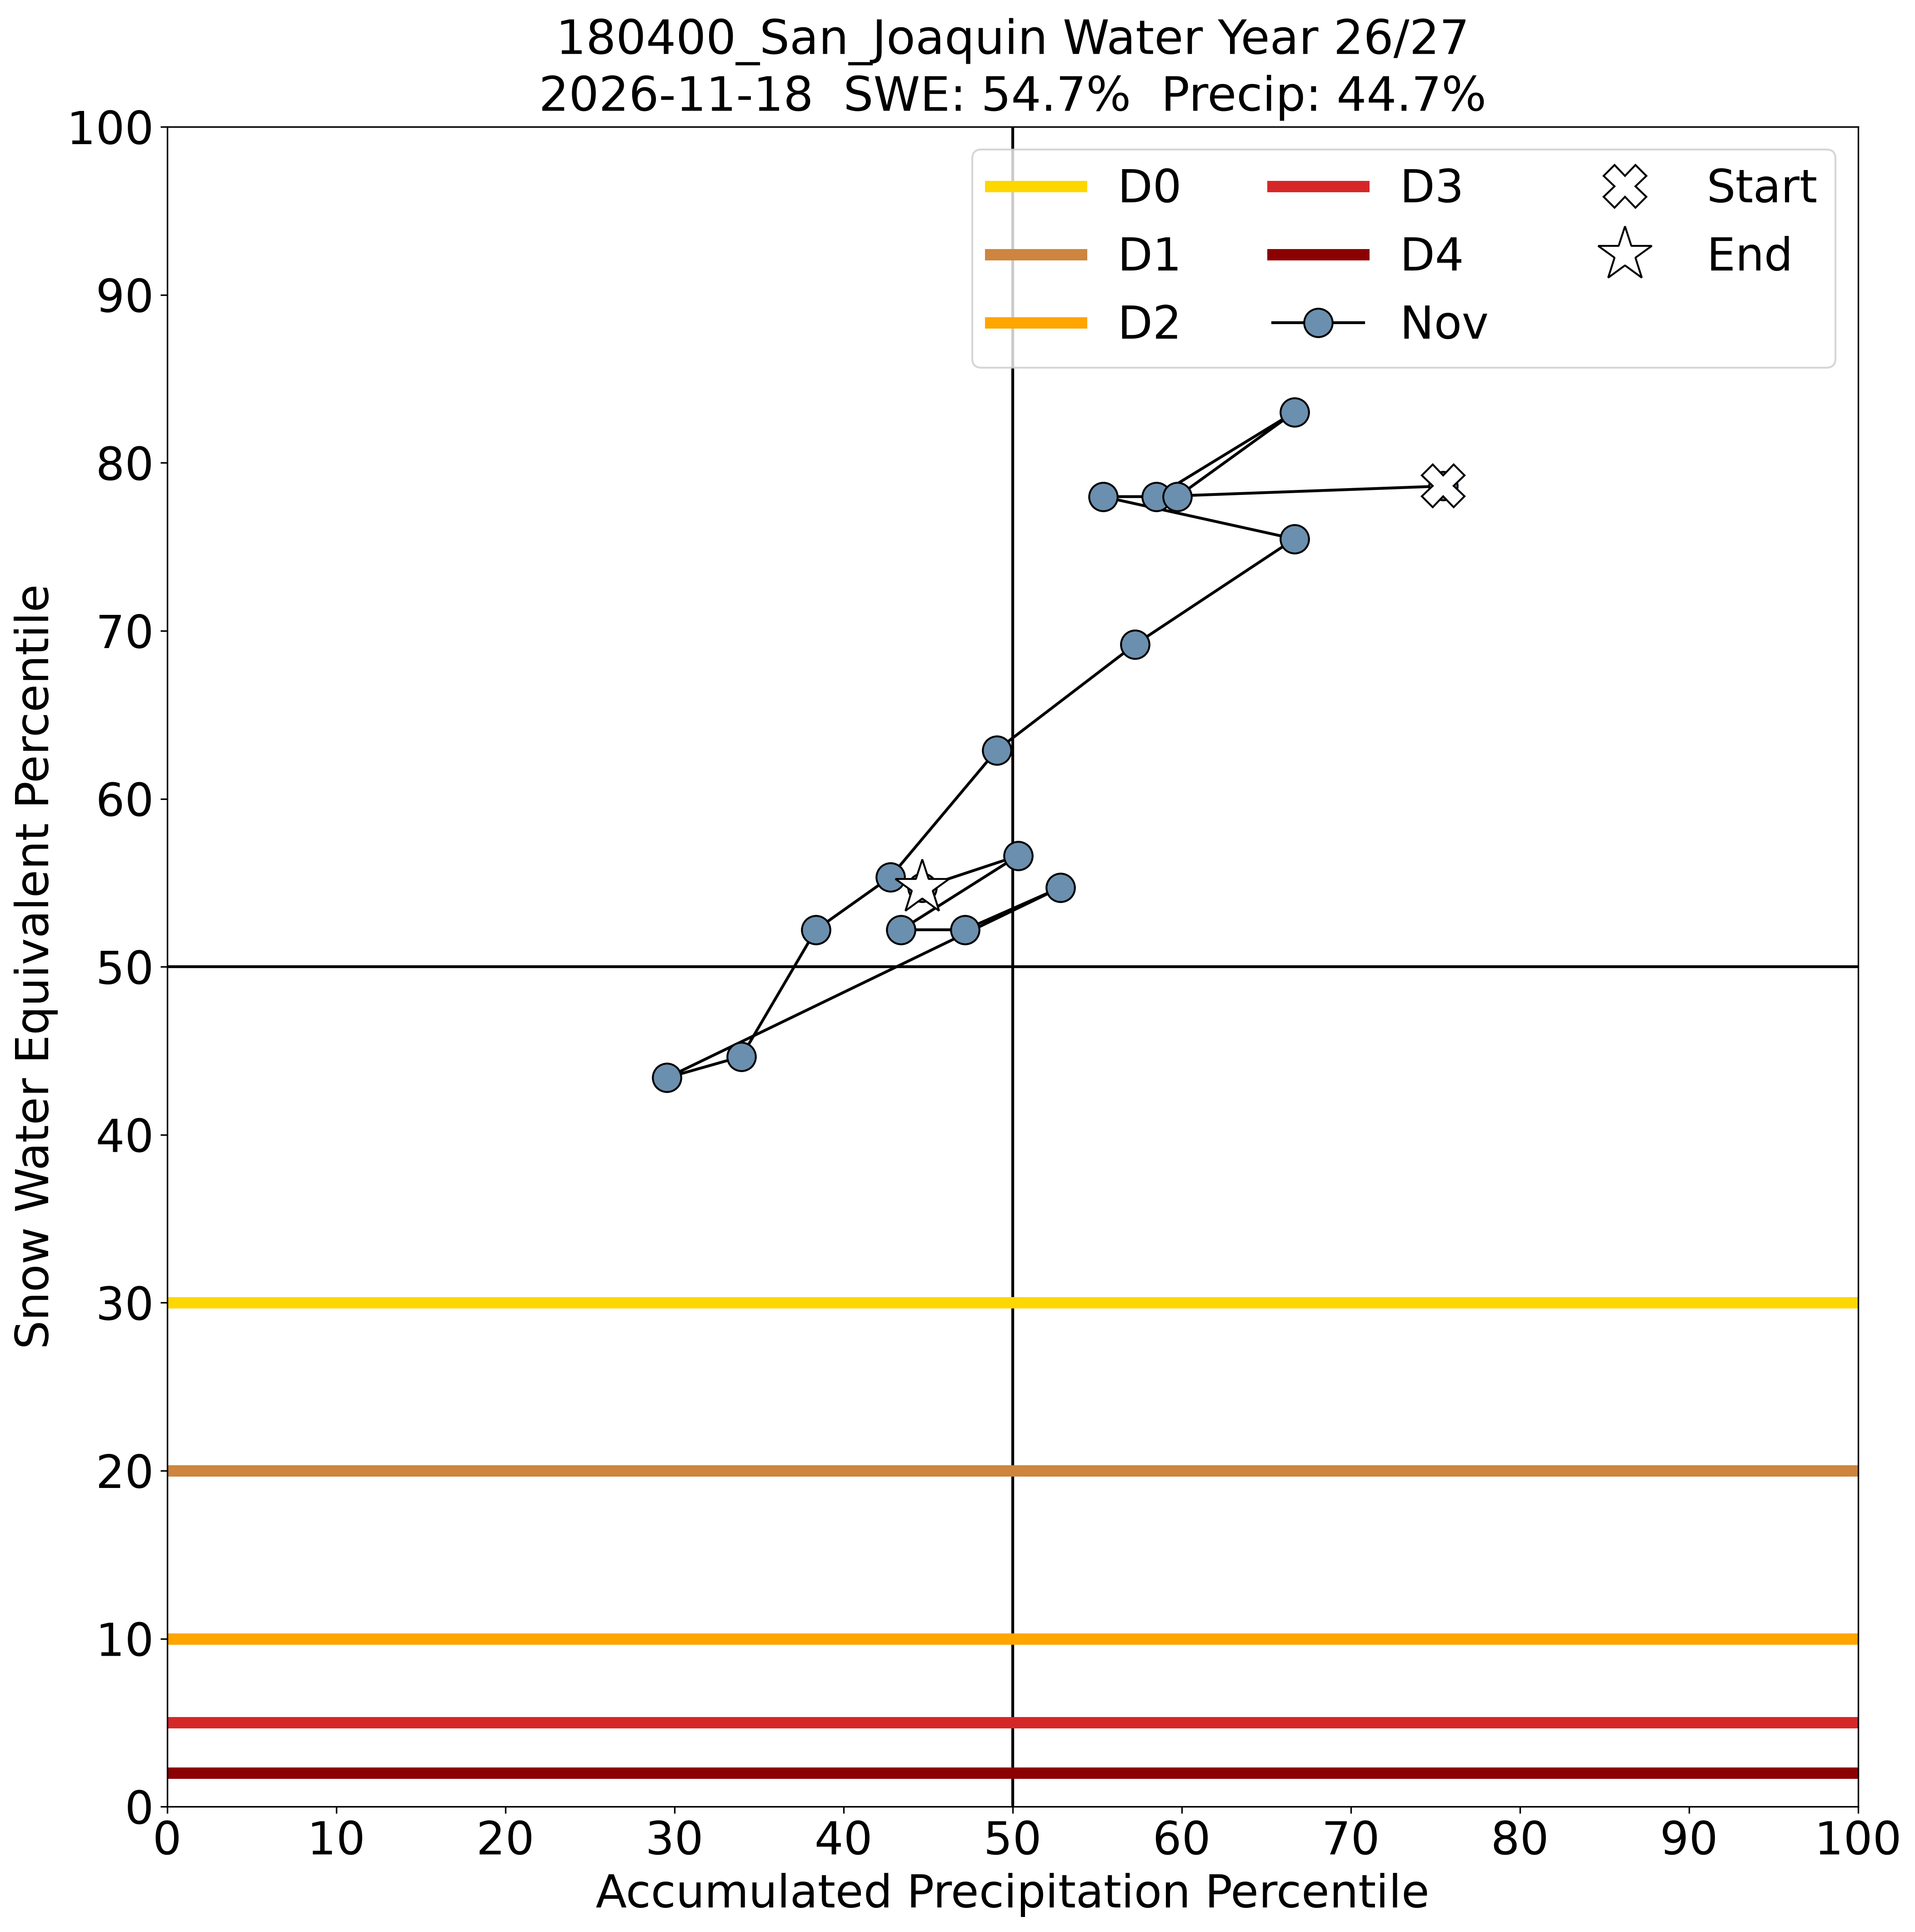 180400_San_Joaquin Water Year 26/27
2026-11-18  SWE: 54.7%  Precip: 44.7%
D0
D1
D2
D3
D4
Nov
Start
End
Snow Water Equivalent Percentile
100
90
80
70
60
50
40
30
20
10
0
0 10 20 30 40 50 60 70 80 90 100
Accumulated Precipitation Percentile